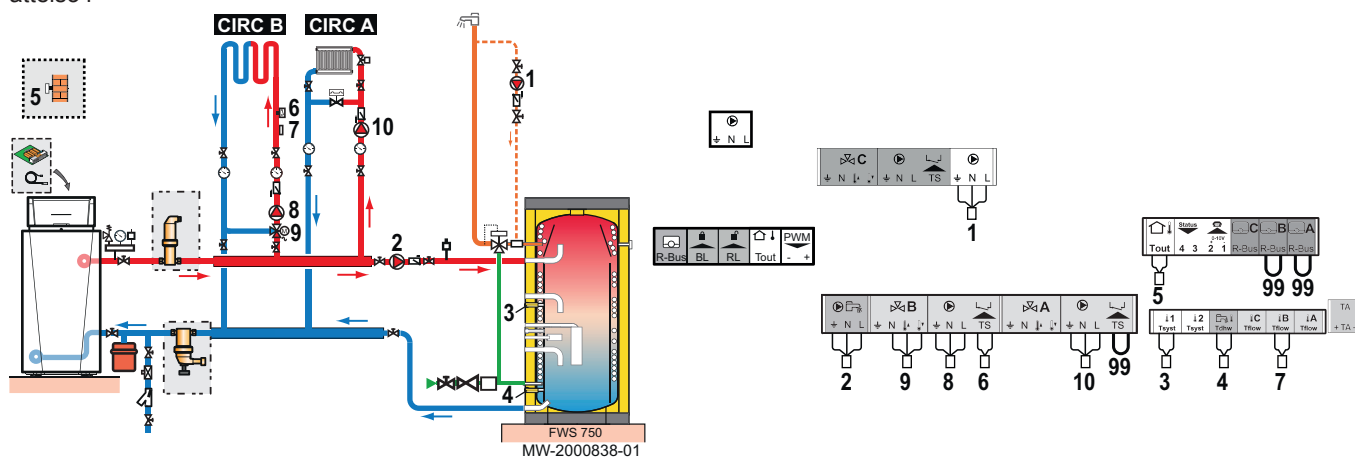 CIRC B
CIRC A
5
1
6
7
10
8
9
2
3
4
FWS 750
MW-2000838-01
⏚ N L
C
⏚ N
⏚ N L
TS
⏚ N L
1
R-Bus
BL
RL
Tout
PWM
- +
Tout
Status
4 3
0-10V
2 1
C
R-Bus
B
R-Bus
A
R-Bus
5
99
99
⏚ N L
B
⏚ N
⏚ N L
TS
A
⏚ N
⏚ N L
TS
99
2
9
8
6
10
1
Tsyst
2
Tsyst
Tdhw
C
Tflow
B
Tflow
A
Tflow
TA
+ TA -
3
4
7